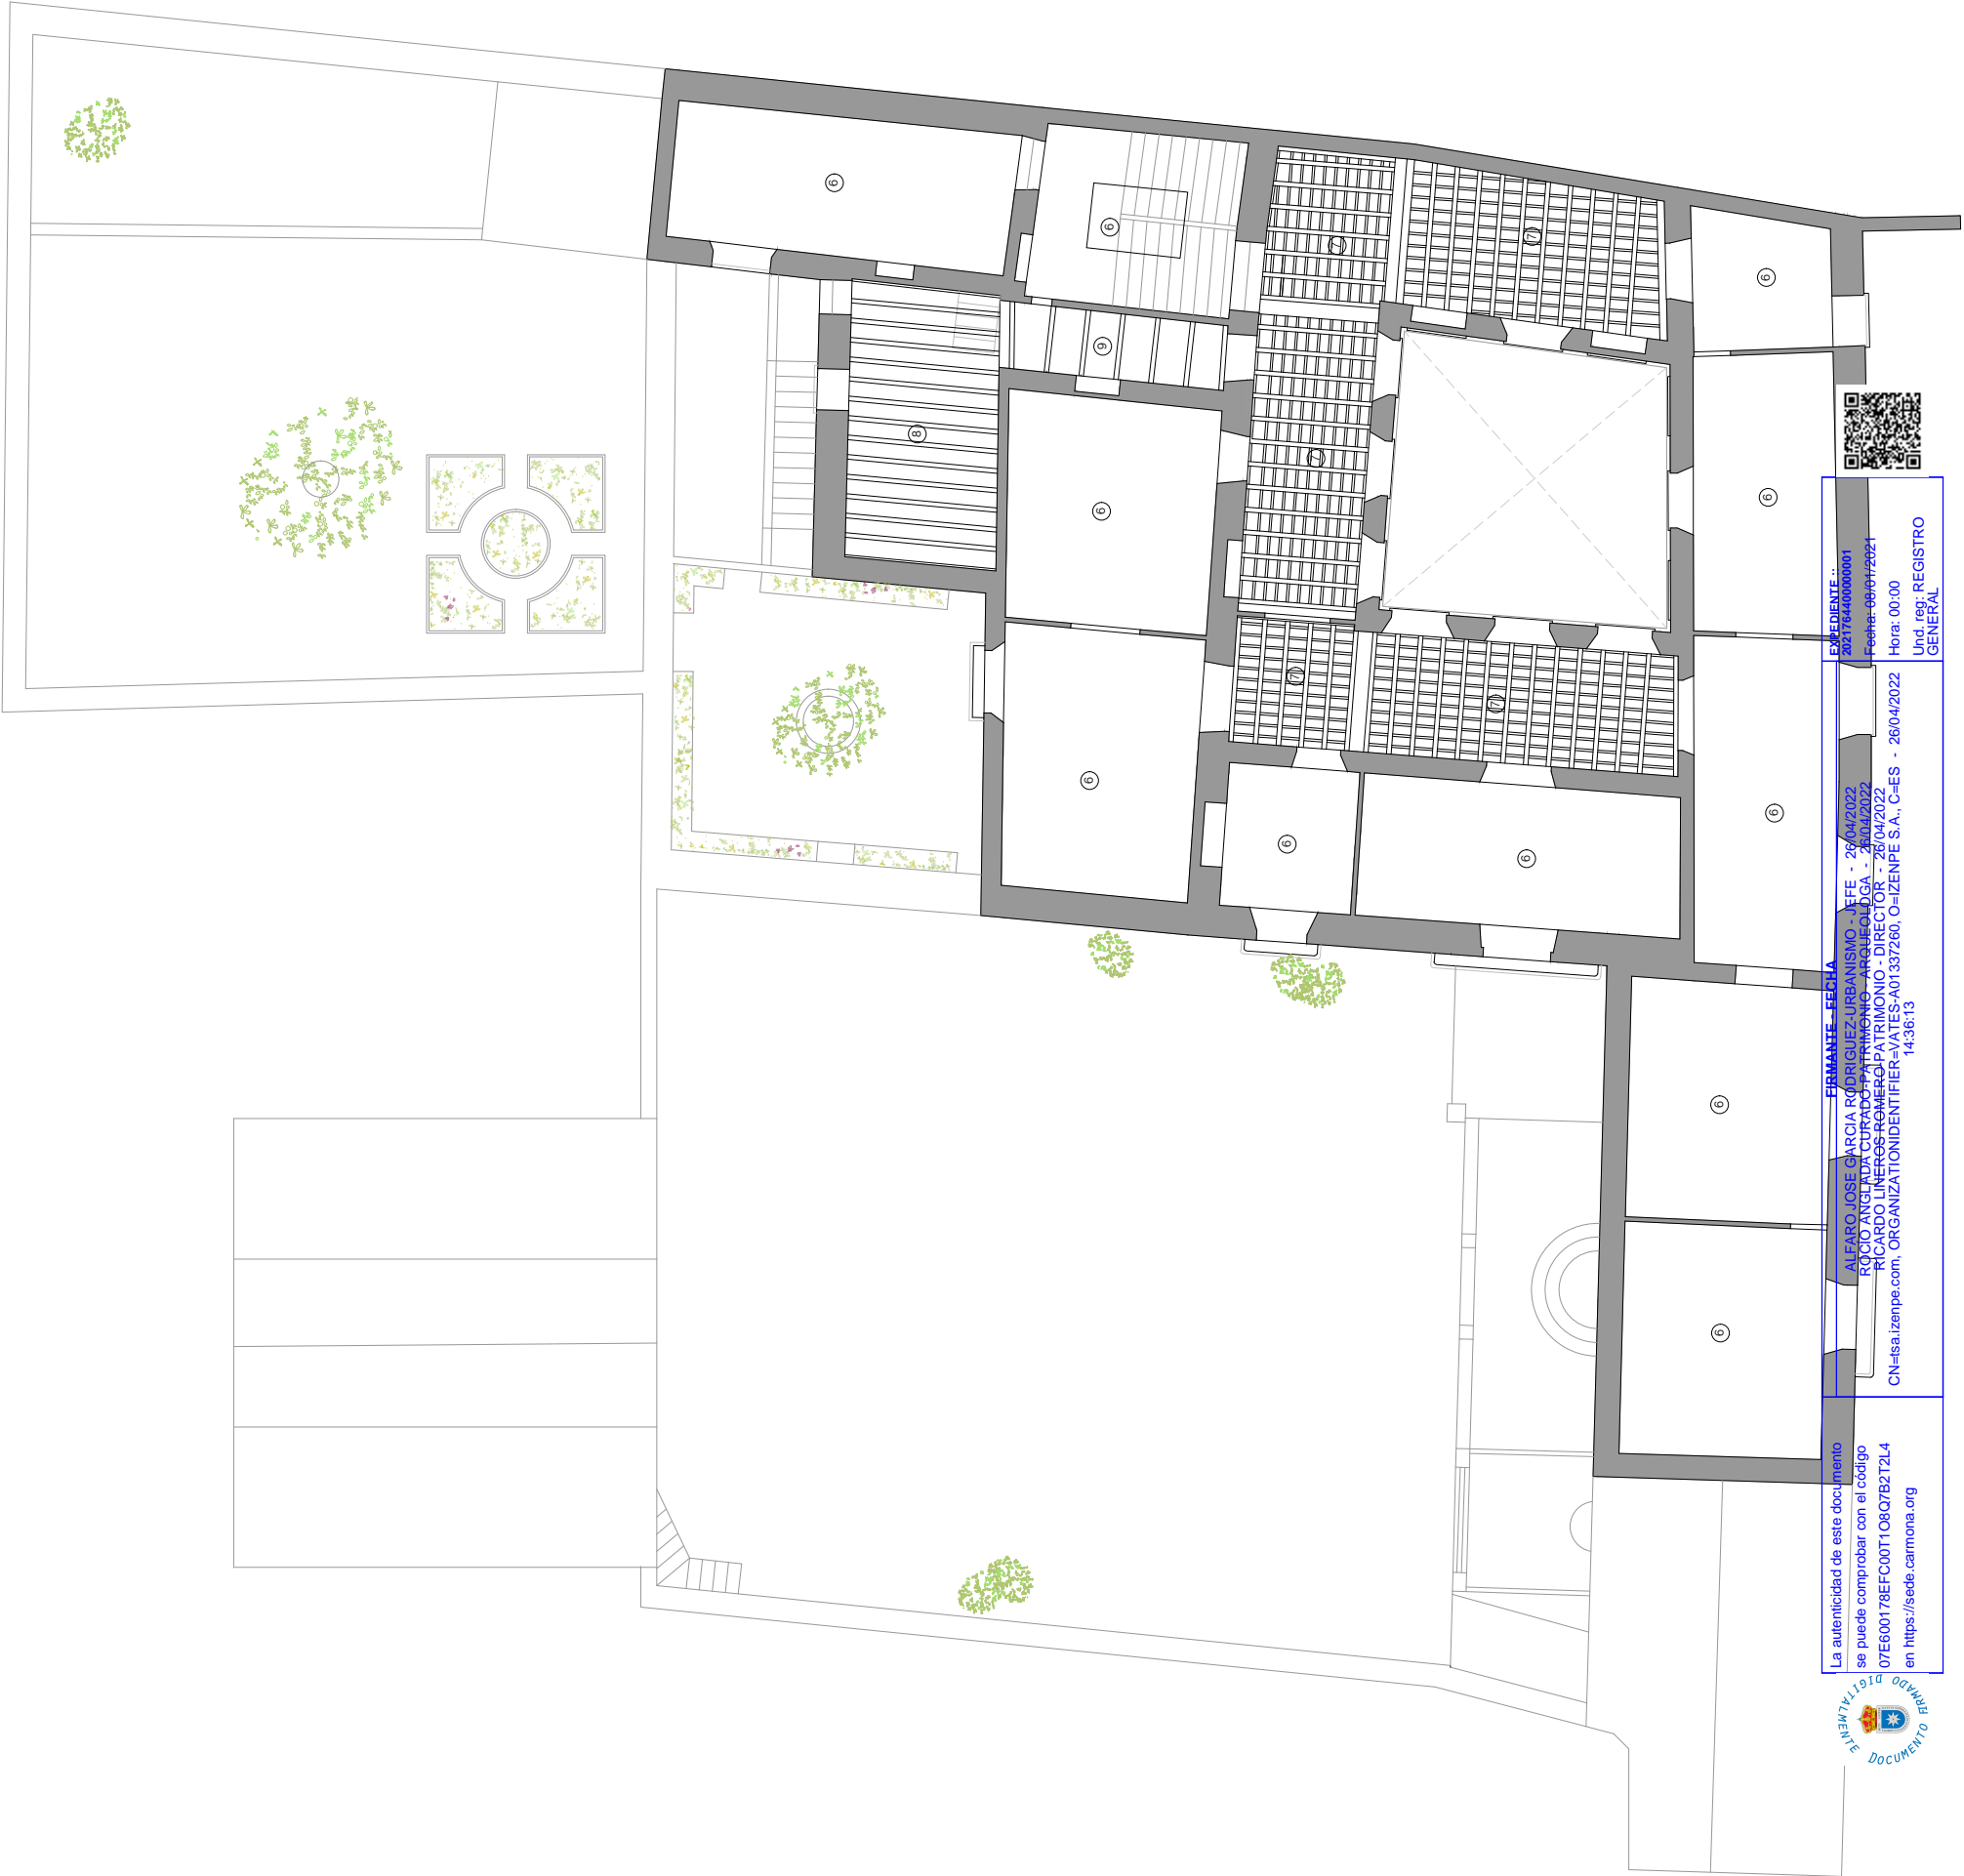 6
8
6
6
9
6
6
7
7
7
7
6
7
6
6
6
6
6
La autenticidad de este documento
se puede comprobar con el código
07E600178EFC00T1O8Q7B2T2L4
en https://sede.carmona.org
FIRMANTE - FECHA
ALFARO JOSE GARCIA RODRIGUEZ-URBANISMO - JEFE - 26/04/2022
ROCIO ANGLADA CURADO-PATRIMONIO - ARQUEOLOGA - 26/04/2022
RICARDO LINEROS ROMERO-PATRIMONIO - DIRECTOR - 26/04/2022
CN=tsa.izenpe.com, ORGANIZATIONIDENTIFIER=VATES-A01337260, O=IZENPE S.A., C=ES - 26/04/2022
14:36:13
EXPEDIENTE ::
2021764400000001
Fecha: 08/01/2021
Hora: 00:00
Und. reg: REGISTRO
GENERAL
DOCUMENTO FIRMADO DIGITALMENTE